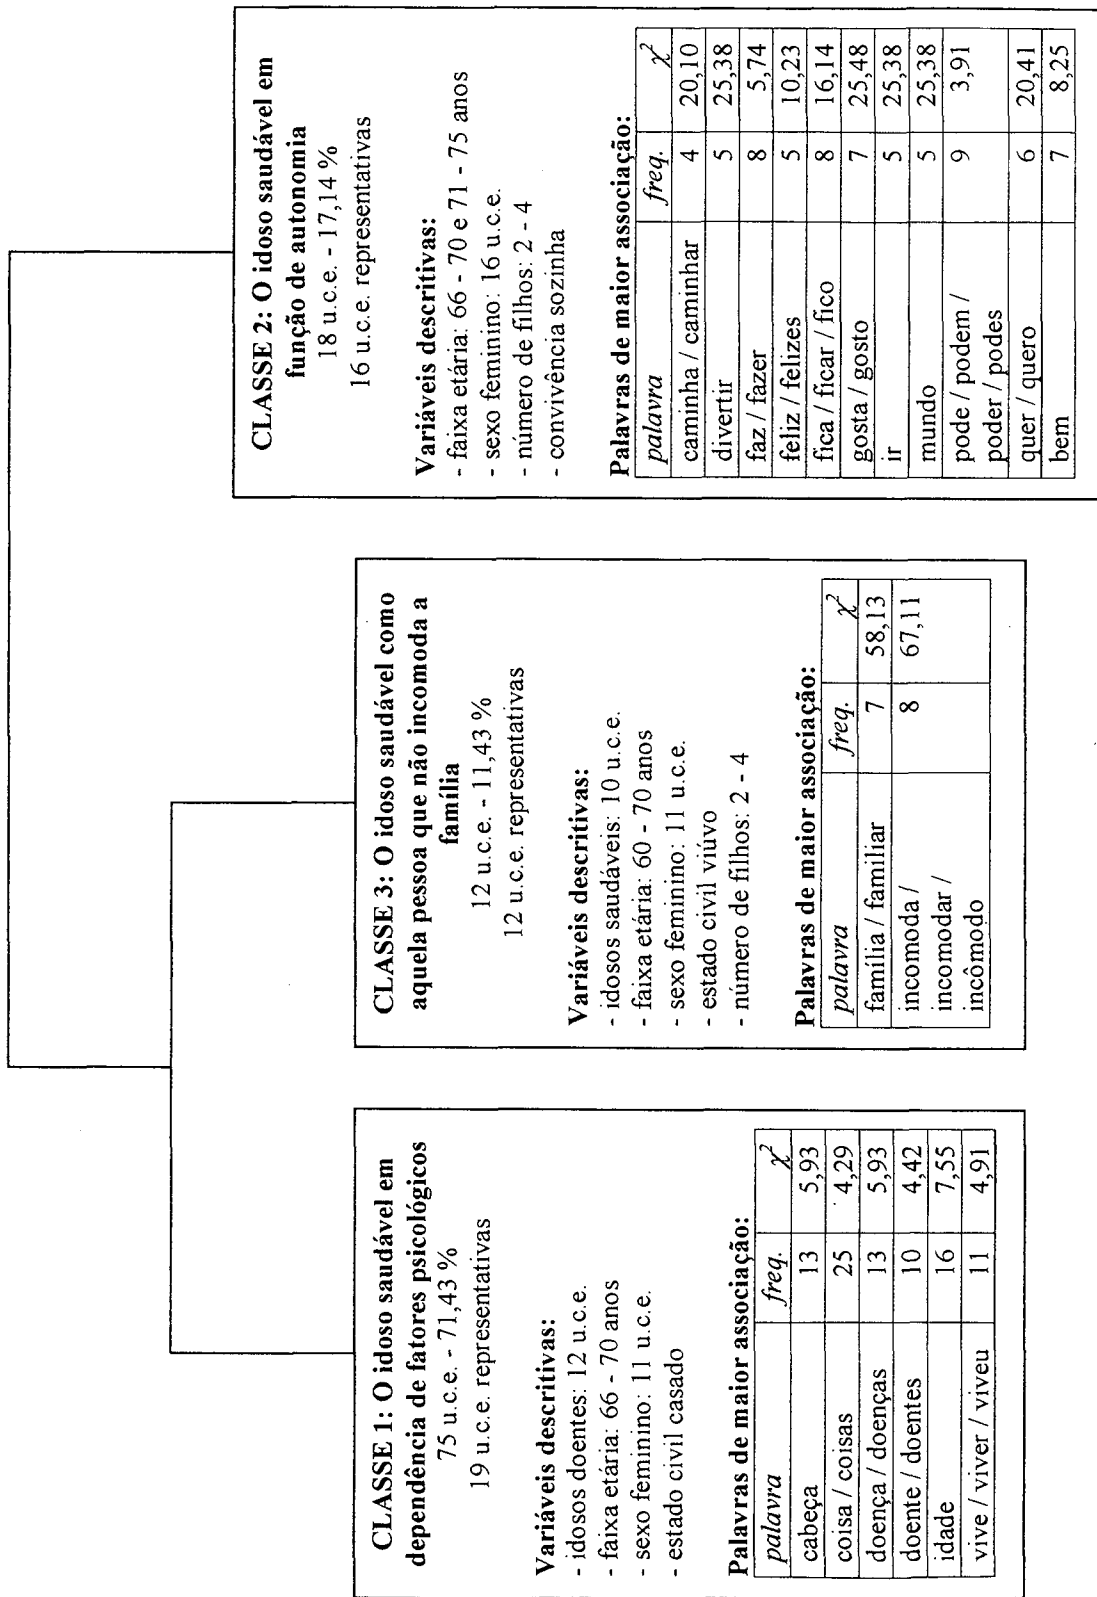 CLASSE 1: O idoso saudável em
dependência de fatores psicológicos
75 u.c.e. - 71,43 %
19 u.c.e. representativas
Variáveis descritivas:
- idosos doentes: 12 u.c.e.
- faixa etária: 66 - 70 anos
- sexo feminino: 11 u.c.e.
- estado civil casado
Palavras de maior associação:
palavra freq. χ²
cabeça 13 5,93
coisa / coisas 25 4,29
doença / doenças 13 5,93
doente / doentes 10 4,42
idade 16 7,55
vive / viver / viveu 11 4,91
CLASSE 3: O idoso saudável como
aquela pessoa que não incomoda a
família
12 u.c.e. - 11,43 %
12 u.c.e. representativas
Variáveis descritivas:
- idosos saudáveis: 10 u.c.e.
- faixa etária: 60 - 70 anos
- sexo feminino: 11 u.c.e.
- estado civil viúvo
- número de filhos: 2 - 4
Palavras de maior associação:
palavra freq. χ²
família / familiar 7 58,13
incomoda / 8 67,11
incomodar /
incômodo
CLASSE 2: O idoso saudável em
função de autonomia
18 u.c.e. - 17,14 %
16 u.c.e. representativas
Variáveis descritivas:
- faixa etária: 66 - 70 e 71 - 75 anos
- sexo feminino: 16 u.c.e.
- número de filhos: 2 - 4
- convivência sozinha
Palavras de maior associação:
palavra freq. χ²
caminha / caminhar 4 20,10
divertir 5 25,38
faz / fazer 8 5,74
feliz / felizes 5 10,23
fica / ficar / fico 8 16,14
gosta / gosto 7 25,48
ir 5 25,38
mundo 5 25,38
pode / podem / 9 3,91
poder / podes
quer / quero 6 20,41
bem 7 8,25